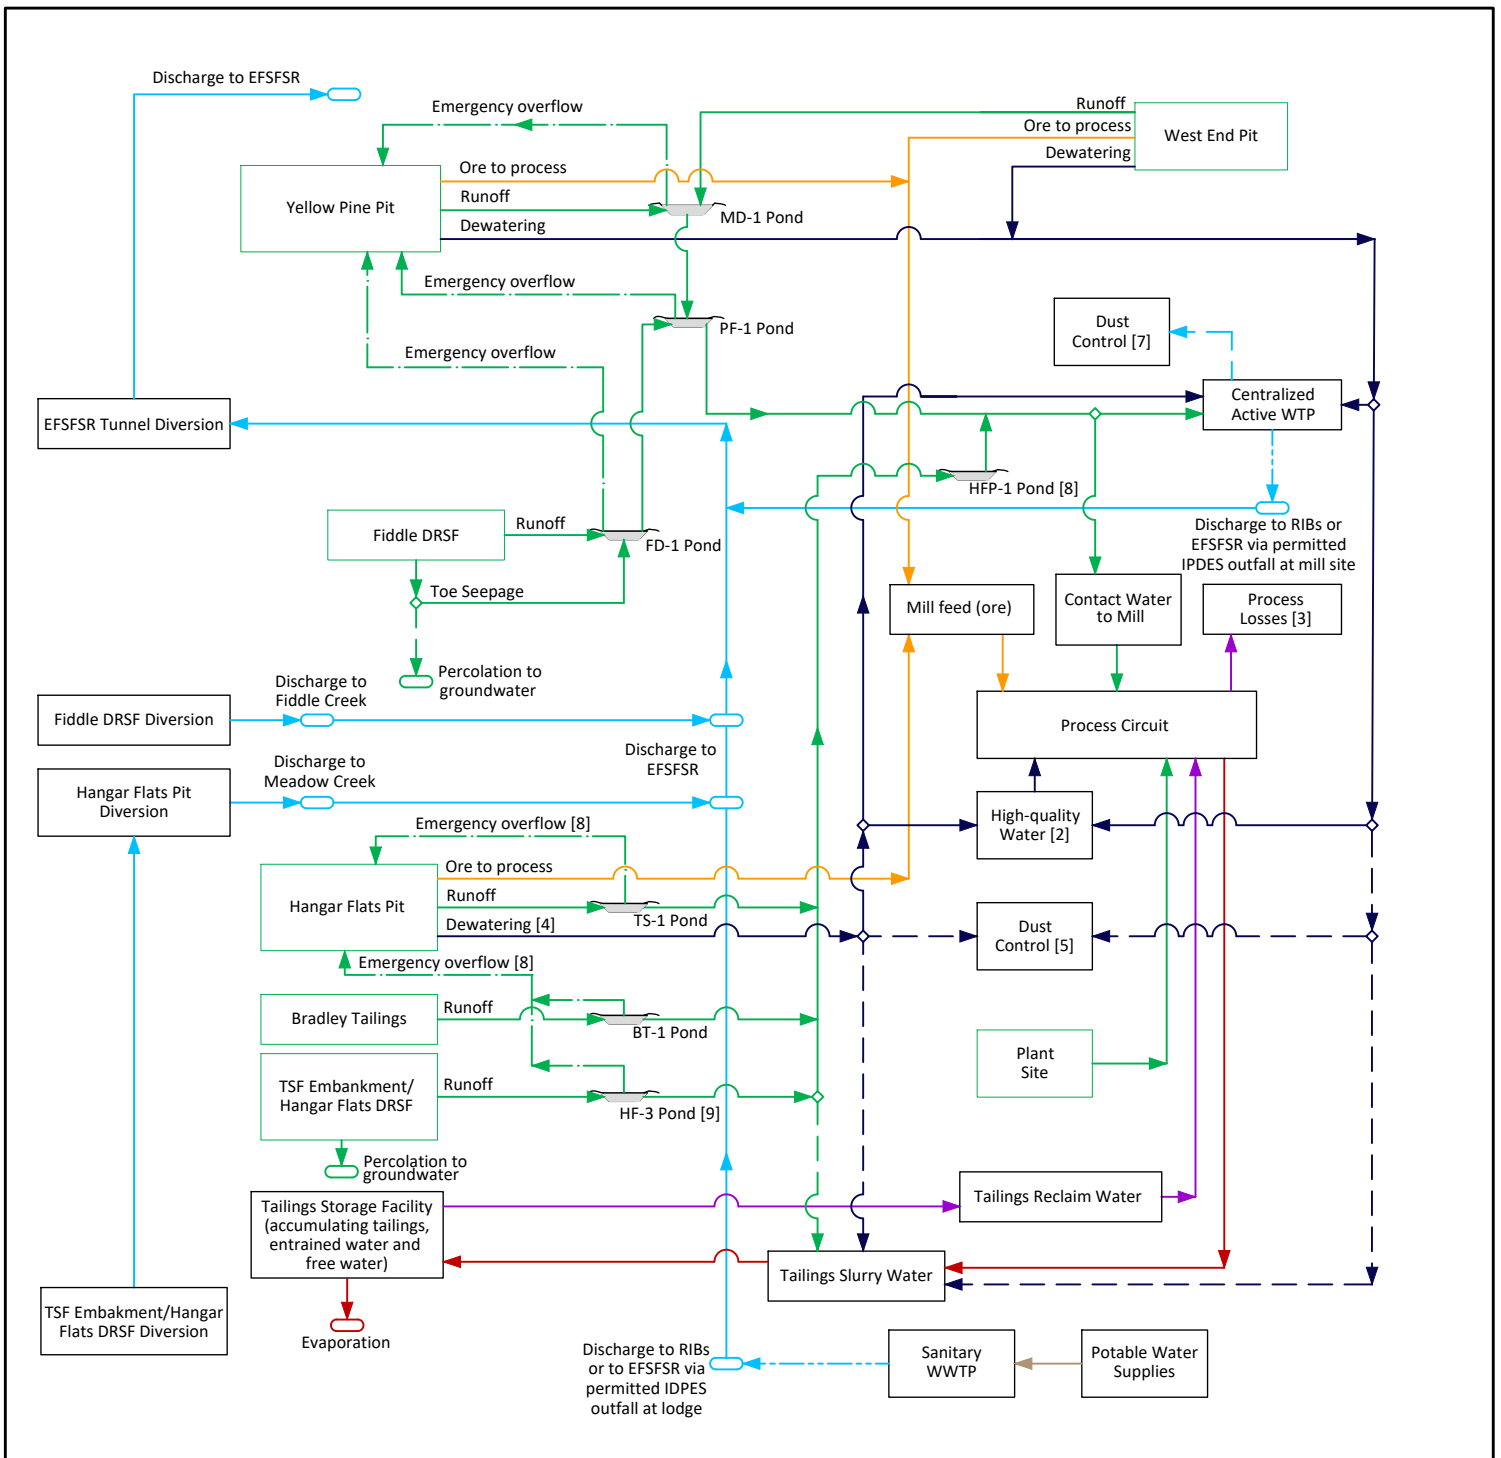 Discharge to EFSFSR
Emergency overflow
Runoff
Ore to process
Dewatering
West End Pit
Yellow Pine Pit
Ore to process
Runoff
Dewatering
MD-1 Pond
Emergency overflow
PF-1 Pond
Emergency overflow
Dust
Control [7]
EFSFSR Tunnel Diversion
Centralized
Active WTP
HFP-1 Pond [8]
Discharge to RIBs or
EFSFSR via permitted
IPDES outfall at mill site
Fiddle DRSF
Runoff
FD-1 Pond
Toe Seepage
Percolation to
groundwater
Mill feed (ore)
Contact Water
to Mill
Process
Losses [3]
Process Circuit
Fiddle DRSF Diversion
Discharge to
Fiddle Creek
Discharge to
EFSFSR
Hangar Flats Pit
Diversion
Discharge to
Meadow Creek
High-quality
Water [2]
Emergency overflow [8]
Hangar Flats Pit
Ore to process
Runoff
Dewatering [4]
TS-1 Pond
Dust
Control [5]
Emergency overflow [8]
Bradley Tailings
Runoff
BT-1 Pond
Plant
Site
TSF Embankment/
Hangar Flats DRSF
Runoff
HF-3 Pond [9]
Percolation to
groundwater
Tailings Storage Facility
(accumulating tailings,
entrained water and
free water)
Tailings Reclaim Water
Tailings Slurry Water
Evaporation
TSF Embakment/Hangar
Flats DRSF Diversion
Discharge to RIBs
or to EFSFSR via
permitted IDPES
outfall at lodge
Sanitary
WWTP
Potable Water
Supplies